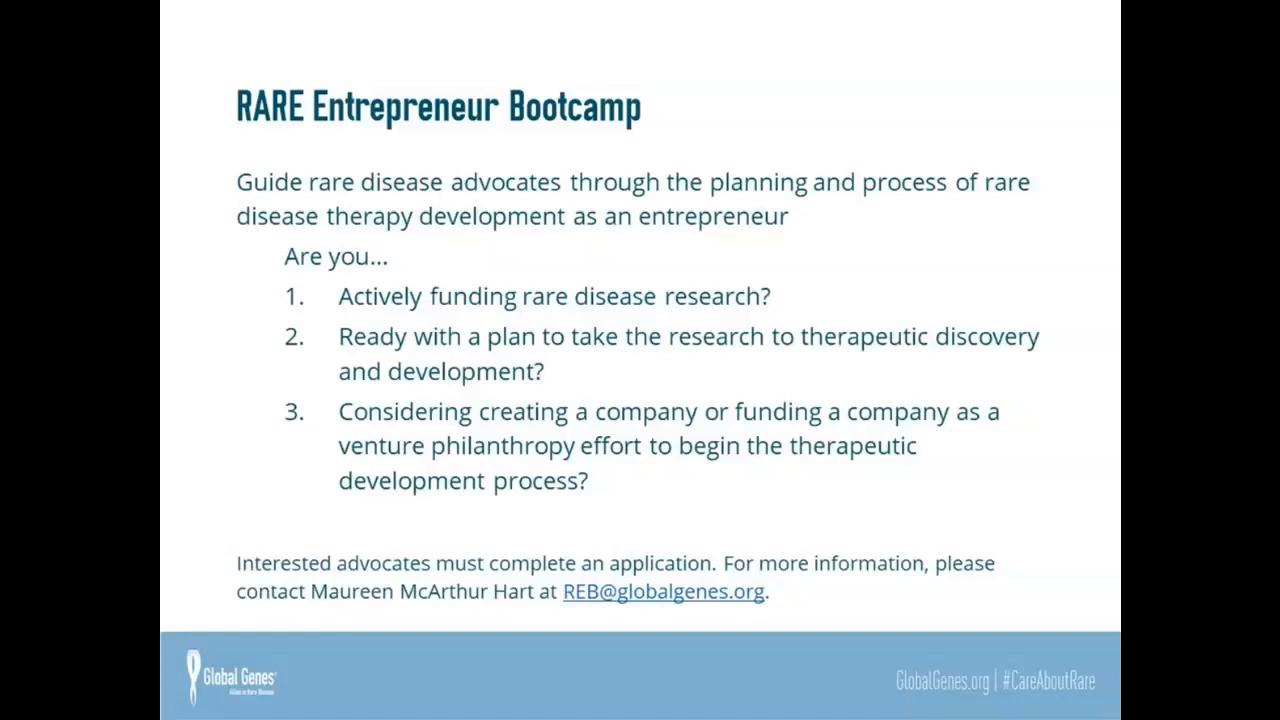 RARE Entrepreneur Bootcamp
Guide rare disease advocates through the planning and process of rare
disease therapy development as an entrepreneur
Are you...
1. Actively funding rare disease research?
2. Ready with a plan to take the research to therapeutic discovery
and development?
3. Considering creating a company or funding a company as a
venture philanthropy effort to begin the therapeutic
development process?
Interested advocates must complete an application. For more information, please
contact Maureen McArthur Hart at REB@globalgenes.org.
Global Genes
Allies in Rare Disease
GlobalGenes.org | #CareAboutRare